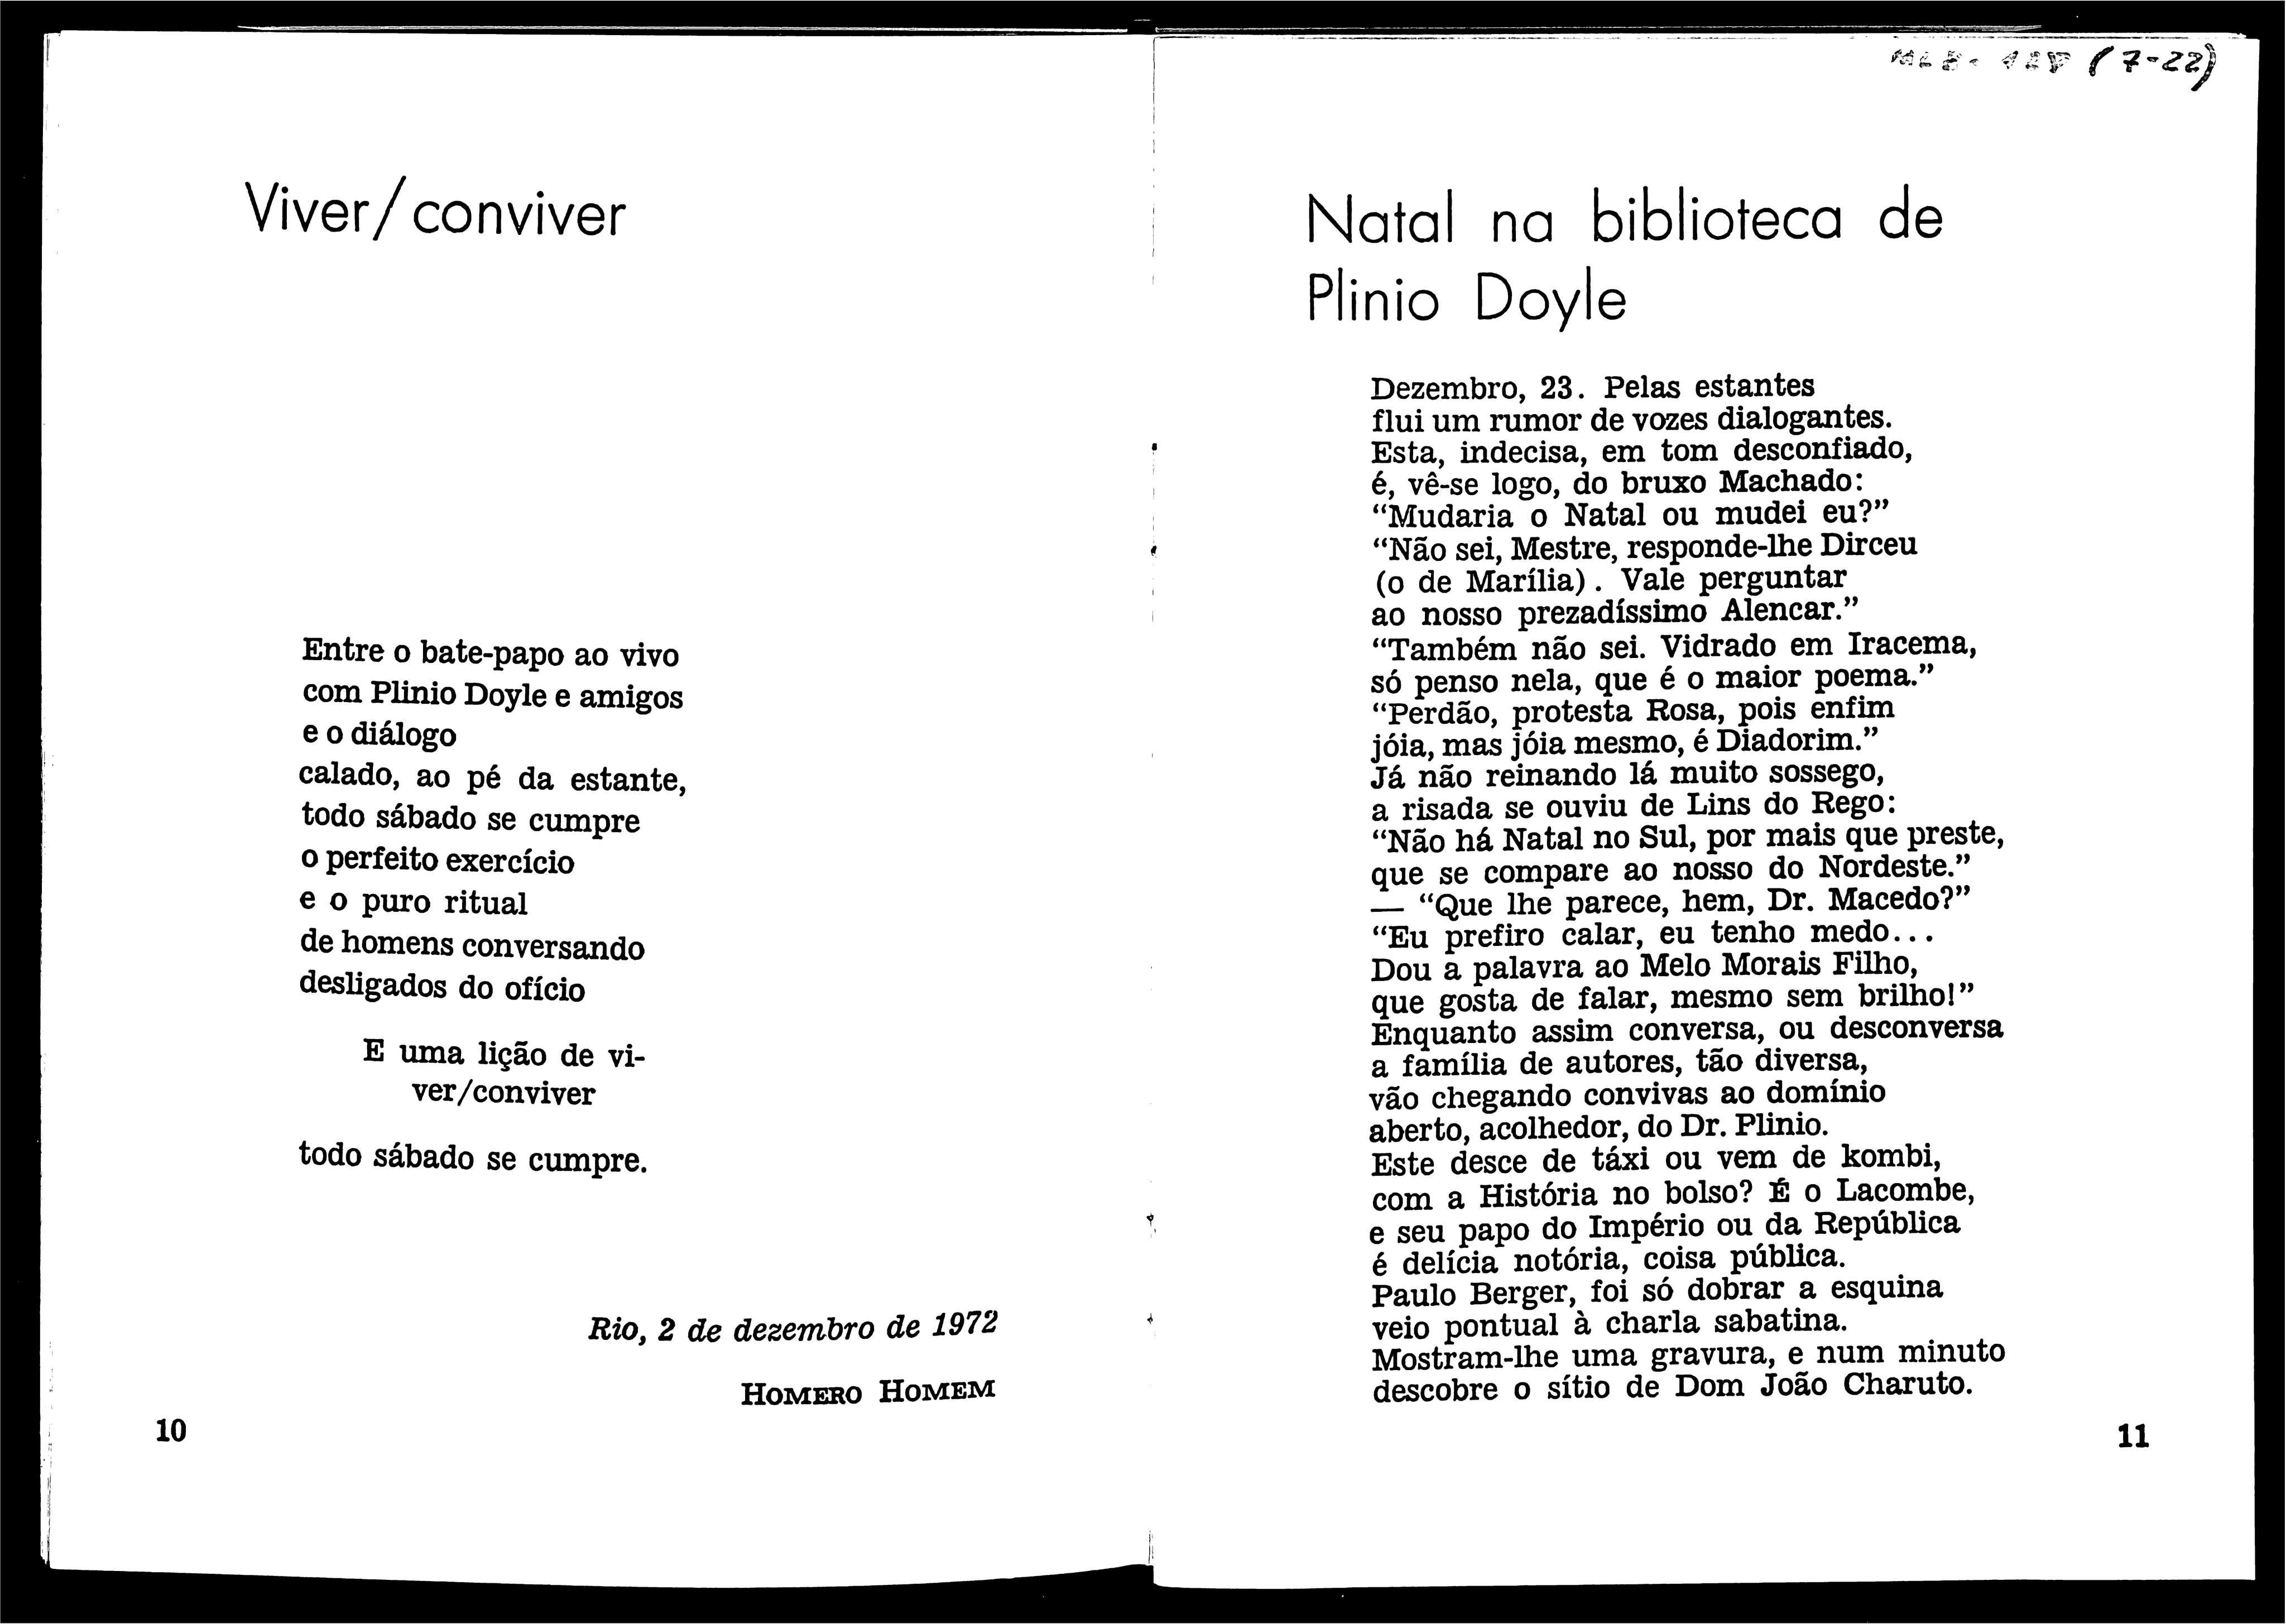 Viver/conviver
Entre o bate-papo ao vivo
com Plinio Doyle e amigos
e o diálogo
calado, ao pé da estante,
todo sábado se cumpre
o perfeito exercício
e o puro ritual
de homens conversando
desligados do ofício
E uma lição de vi-
ver/conviver
todo sábado se cumpre.
Rio, 2 de dezembro de 1972
HOMERO HOMEM
10
(7-22)
Natal na biblioteca de
Plinio Doyle
Dezembro, 23. Pelas estantes
flui um rumor de vozes dialogantes.
Esta, indecisa, em tom desconfiado,
é, vê-se logo, do bruxo Machado:
“Mudaria o Natal ou mudei eu?”
“Não sei, Mestre, responde-lhe Dirceu
(o de Marília). Vale perguntar
ao nosso prezadíssimo Alencar.”
“Também não sei. Vidrado em Iracema,
só penso nela, que é o maior poema.”
“Perdão, protesta Rosa, pois enfim
jóia, mas jóia mesmo, é Diadorim.”
Já não reinando lá muito sossego,
a risada se ouviu de Lins do Rego:
“Não há Natal no Sul, por mais que preste,
que se compare ao nosso do Nordeste.”
— “Que lhe parece, hem, Dr. Macedo?”
“Eu prefiro calar, eu tenho medo...
Dou a palavra ao Melo Morais Filho,
que gosta de falar, mesmo sem brilho!”
Enquanto assim conversa, ou desconversa
a família de autores, tão diversa,
vão chegando convivas ao domínio
aberto, acolhedor, do Dr. Plinio.
Este desce de táxi ou vem de kombi,
com a História no bolso? É o Lacombe,
e seu papo do Império ou da República
é delícia notória, coisa pública.
Paulo Berger, foi só dobrar a esquina
veio pontual à charla sabatina.
Mostram-lhe uma gravura, e num minuto
descobre o sítio de Dom João Charuto.
11